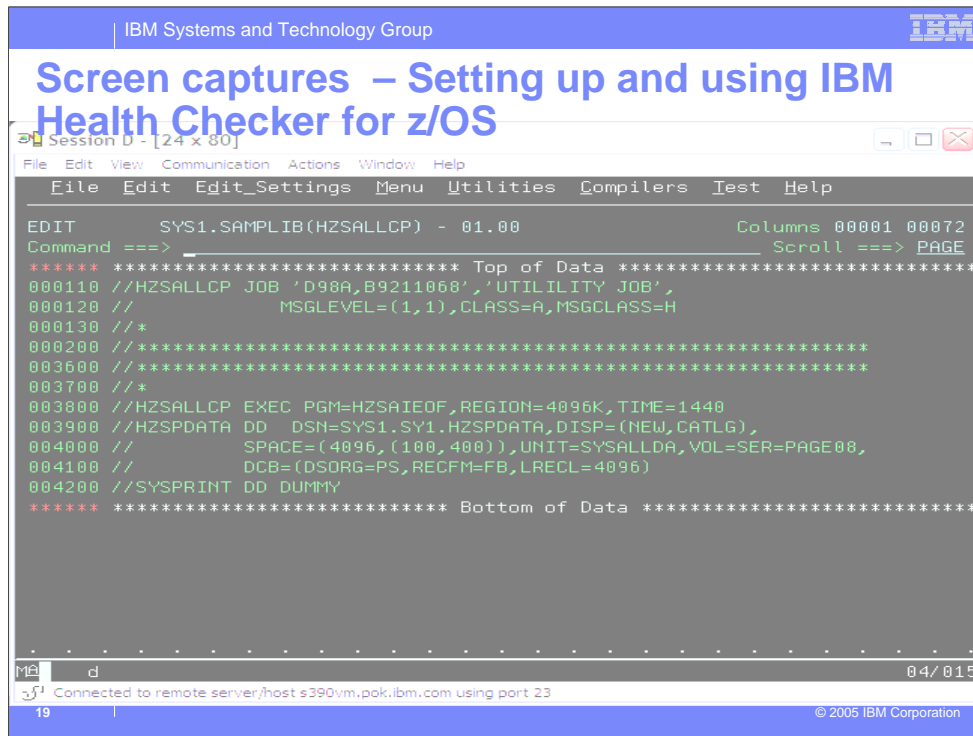 IBM Systems and Technology Group
IBM
Screen captures – Setting up and using IBM
Health Checker for z/OS
Session D - [24 x 80]
File Edit View Communication Actions Window Help
File Edit Edit_Settings Menu Utilities Compilers Test Help
EDIT SYS1.SAMPLIB(HZSALLCP) - 01.00 Columns 00001 00072
Command ===> Scroll ===> PAGE
****** ***************************** Top of Data ******************************
000110 //HZSALLCP JOB 'D98A,B9211068','UTILILITY JOB',
000120 // MSGLEVEL=(1,1),CLASS=A,MSGCLASS=H
000130 //*
000200 //*************************************************************
003600 //*************************************************************
003700 //*
003800 //HZSALLCP EXEC PGM=HZSAIEOF,REGION=4096K,TIME=1440
003900 //HZSPDATA DD DSN=SYS1.SY1.HZSPDATA,DISP=(NEW,CATLG),
004000 // SPACE=(4096,(100,400)),UNIT=SYSALLDA,VOL=SER=PAGE08,
004100 // DCB=(DSORG=PS,RECFM=FB,LRECL=4096)
004200 //SYSPRINT DD DUMMY
****** **************************** Bottom of Data ****************************
. . . . . . . . . . . . . . . . . . . . . . . . . . .
MA d 04/015
Connected to remote server/host s390vm.pok.ibm.com using port 23
19 © 2005 IBM Corporation